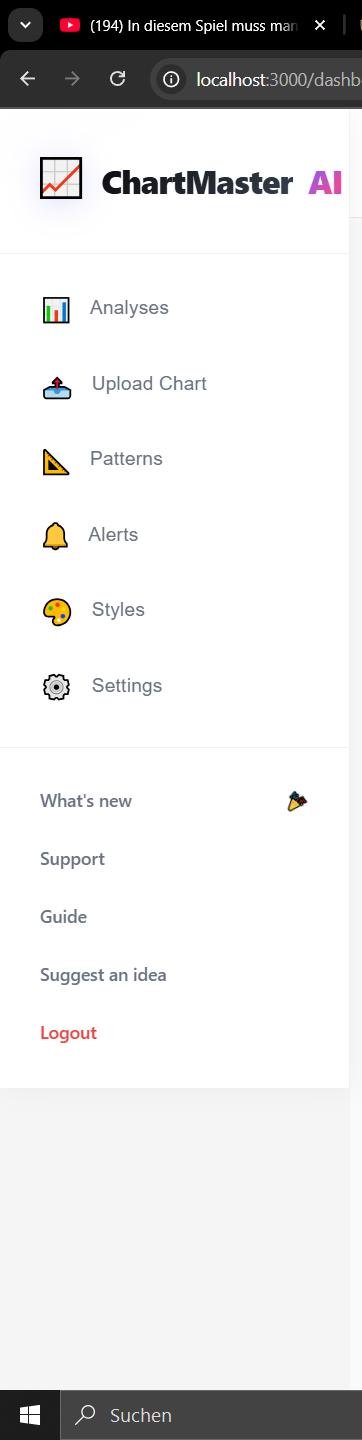 (194) In diesem Spiel muss man
localhost:3000/dashb
ChartMaster AI
Analyses
Upload Chart
Patterns
Alerts
Styles
Settings
What's new
Support
Guide
Suggest an idea
Logout
Suchen